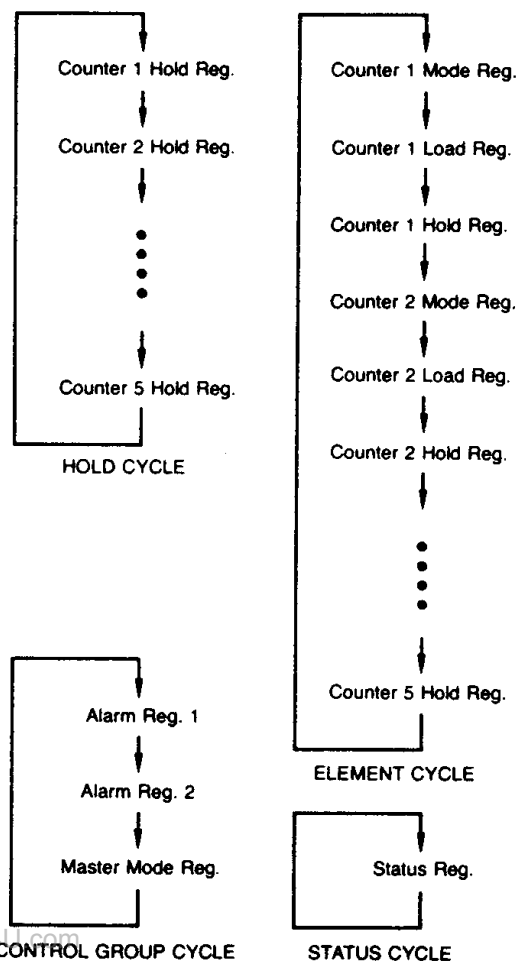 Counter 1 Hold Reg.
Counter 2 Hold Reg.
Counter 5 Hold Reg.
HOLD CYCLE
Counter 1 Mode Reg.
Counter 1 Load Reg.
Counter 1 Hold Reg.
Counter 2 Mode Reg.
Counter 2 Load Reg.
Counter 2 Hold Reg.
Counter 5 Hold Reg.
ELEMENT CYCLE
Alarm Reg. 1
Alarm Reg. 2
Master Mode Reg.
CONTROL GROUP CYCLE
Status Reg.
STATUS CYCLE